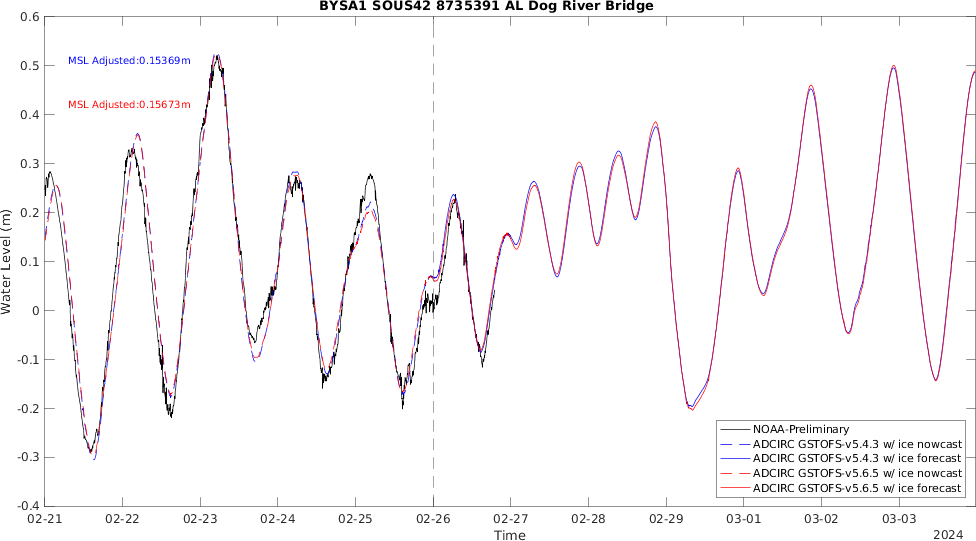 BYSA1 SOUS42 8735391 AL Dog River Bridge
0.6
0.5
0.4
0.3
0.2
0.1
0
-0.1
-0.2
-0.3
-0.4
Water Level (m)
MSL Adjusted:0.15369m
MSL Adjusted:0.15673m
NOAA-Preliminary
ADCIRC GSTOFS-v5.4.3 w/ ice nowcast
ADCIRC GSTOFS-v5.4.3 w/ ice forecast
ADCIRC GSTOFS-v5.6.5 w/ ice nowcast
ADCIRC GSTOFS-v5.6.5 w/ ice forecast
02-21 02-22 02-23 02-24 02-25 02-26 02-27 02-28 02-29 03-01 03-02 03-03
Time
2024